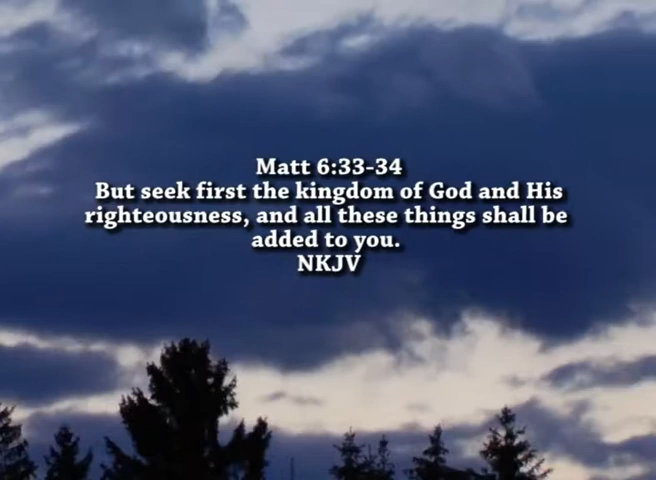 Matt 6:33-34
But seek first the kingdom of God and His
righteousness, and all these things shall be
added to you.
NKJV